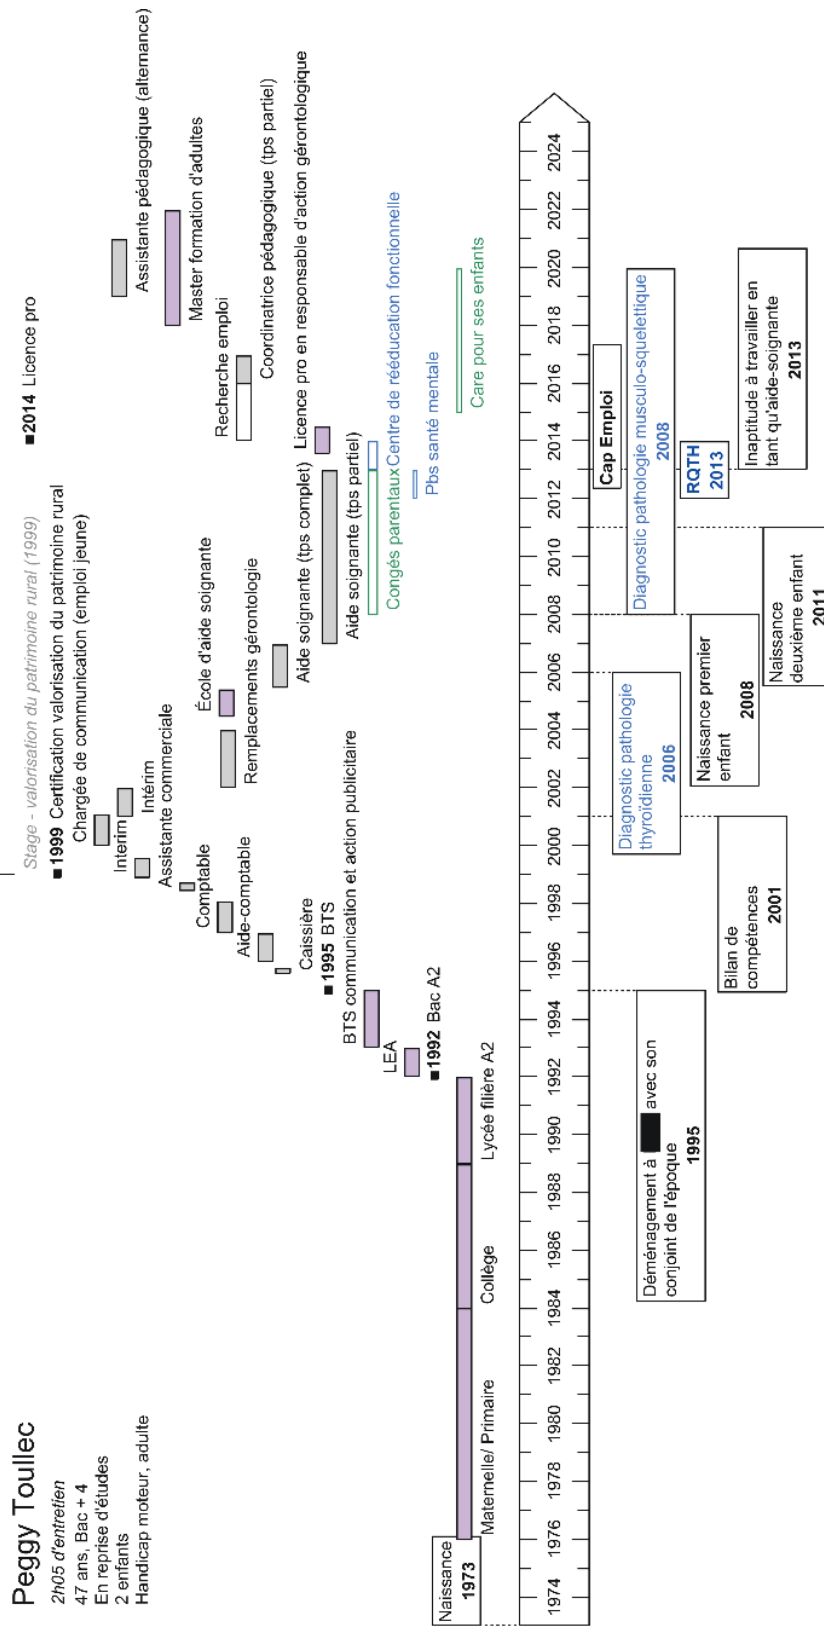 Peggy Toullec
2h05 d'entretien
47 ans, Bac + 4
En reprise d'études
2 enfants
Handicap moteur, adulte
Stage - valorisation du patrimoine rural (1999)
■2014 Licence pro
■1999 Certification valorisation du patrimoine rural
Chargée de communication (emploi jeune)
Interim
Intérim
Assistante commerciale
Comptable
Aide-comptable
Caissière
■1995 BTS
BTS communication et action publicitaire
LEA
■1992 Bac A2
Lycée filière A2
Collège
Maternelle/ Primaire
Assistante pédagogique (alternance)
Master formation d'adultes
Recherche emploi
Coordinatrice pédagogique (tps partiel)
École d'aide soignante
Remplacements gérontologie
Licence pro en responsable d'action gérontologique
Aide soignante (tps complet)
Aide soignante (tps partiel)
Congés parentaux
Centre de rééducation fonctionnelle
Pbs santé mentale
Care pour ses enfants
Naissance
1973
1974 1976 1978 1980 1982 1984 1986 1988 1990 1992 1994 1996 1998 2000 2002 2004 2006 2008 2010 2012 2014 2016 2018 2020 2022 2024
Déménagement à avec son
conjoint de l'époque
1995
Bilan de
compétences
2001
Diagnostic pathologie
thyroïdienne
2006
Naissance premier
enfant
2008
Naissance
deuxième enfant
2011
Cap Emploi
Diagnostic pathologie musculo-squelettique
2008
RQTH
2013
Inaptitude à travailler en
tant qu'aide-soignante
2013